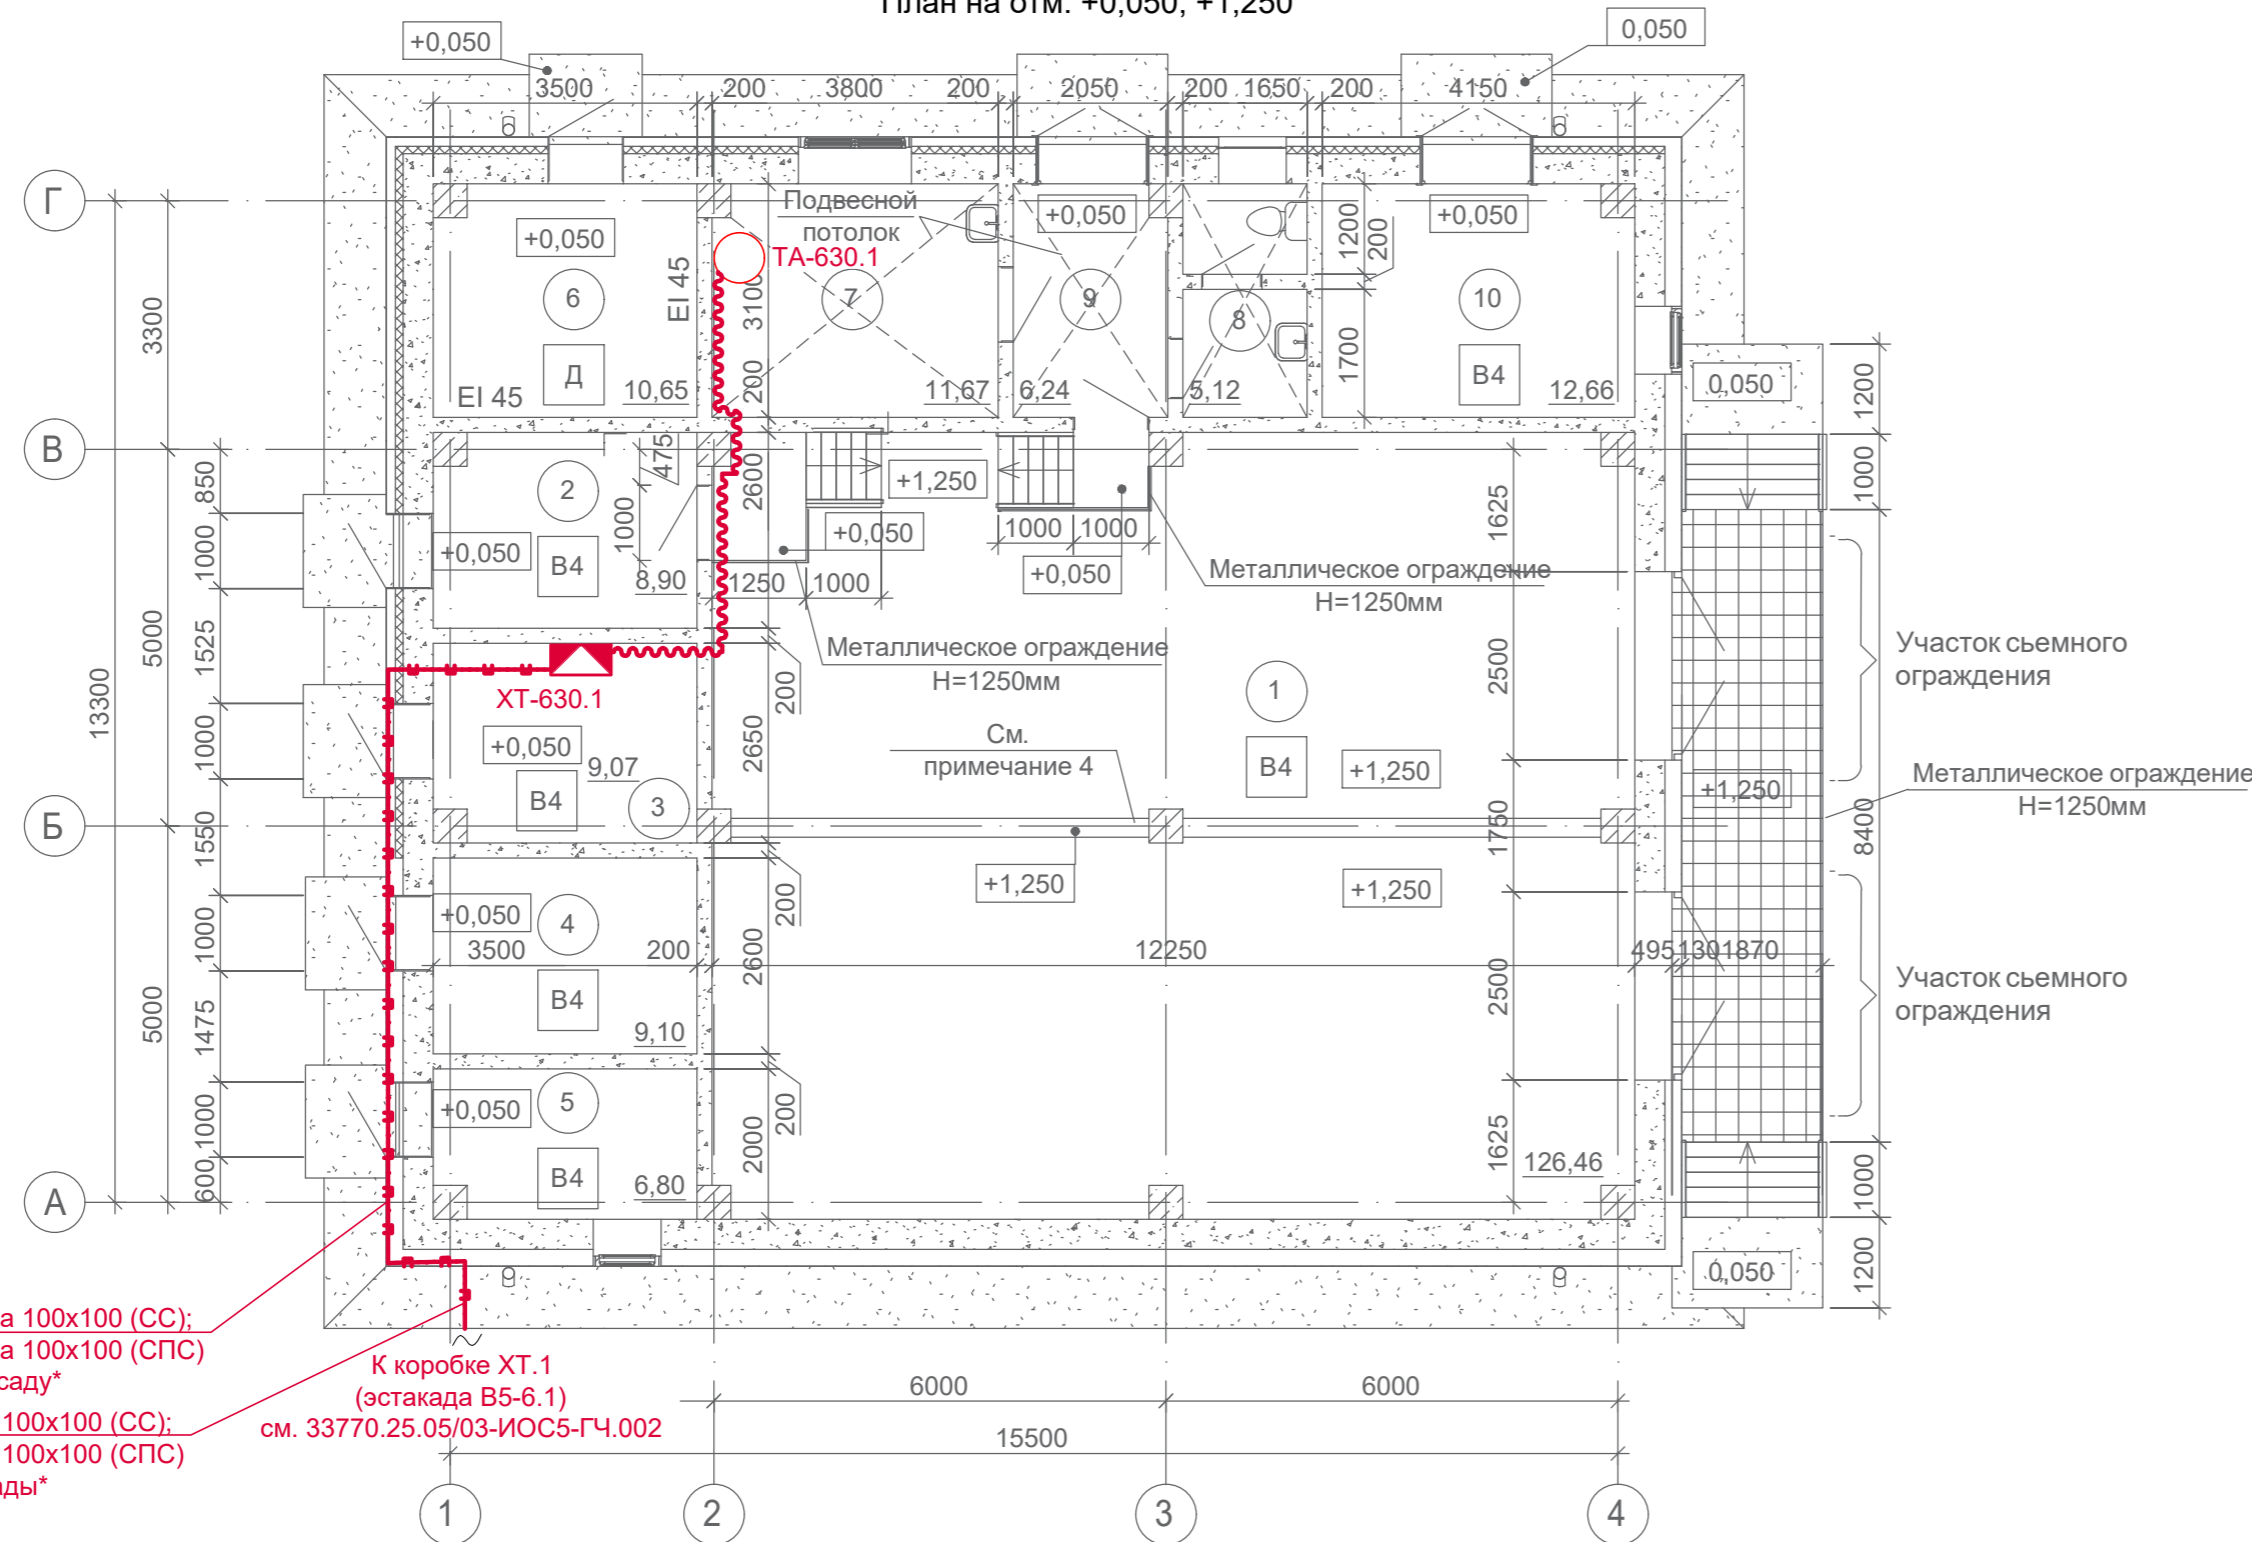 План на отм. +0,050, +1,250
+0,050
0,050
3500
200
3800
200
2050
200
1650
200
4150
Г
Подвесной
потолок
+0,050
+0,050
+0,050
1200
200
EI 45
ТА-630.1
3100
6
7
9
8
10
3300
Д
EI 45
10,65
200
11,67
6,24
5,12
1700
В4
12,66
0,050
1200
В
850
475
2600
+1,250
1000
2
1000
+0,050
1000
1000
1625
1000
+0,050
В4
8,90
1250
1000
+0,050
Металлическое ограждение
Н=1250мм
5000
1525
Металлическое ограждение
Н=1250мм
200
2500
Участок сьемного
ограждения
13300
ХТ-630.1
1
1000
+0,050
9,07
2650
См.
примечание 4
В4
+1,250
+1,250
Металлическое ограждение
Н=1250мм
В4
3
Б
1550
1750
8400
+1,250
+1,250
200
+0,050
4
1000
3500
200
2600
12250
495
130
1870
Участок сьемного
ограждения
2500
5000
1475
В4
9,10
+0,050
5
200
1000
2000
1625
В4
6,80
126,46
А
600
1000
0,050
1200
а 100х100 (СС);
а 100х100 (СПС)
саду*
К коробке ХТ.1
(эстакада В5-6.1)
см. 33770.25.05/03-ИОС5-ГЧ.002
100х100 (СС);
100х100 (СПС)
ады*
6000
6000
15500
1
2
3
4